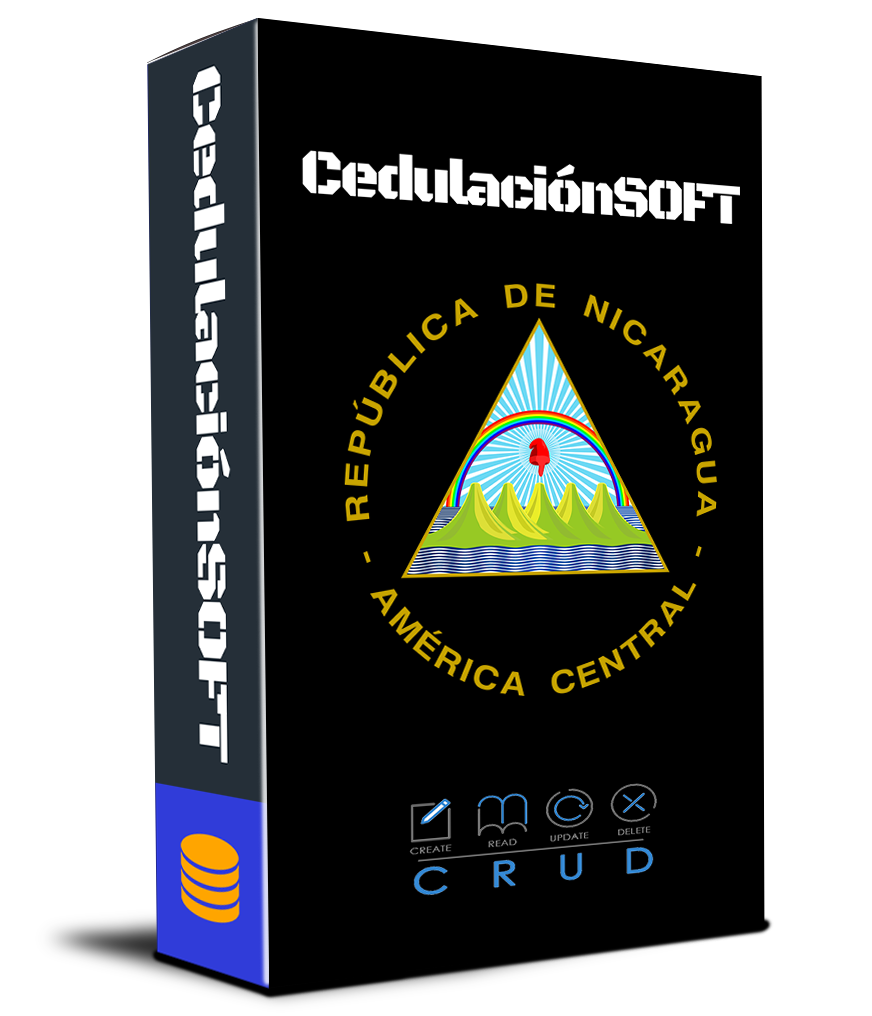 CedulaciónSOFT
CedulaciónSOFT
REPÚBLICA DE NICARAGUA
- AMÉRICA CENTRAL -
CREATE READ UPDATE DELETE
C R U D